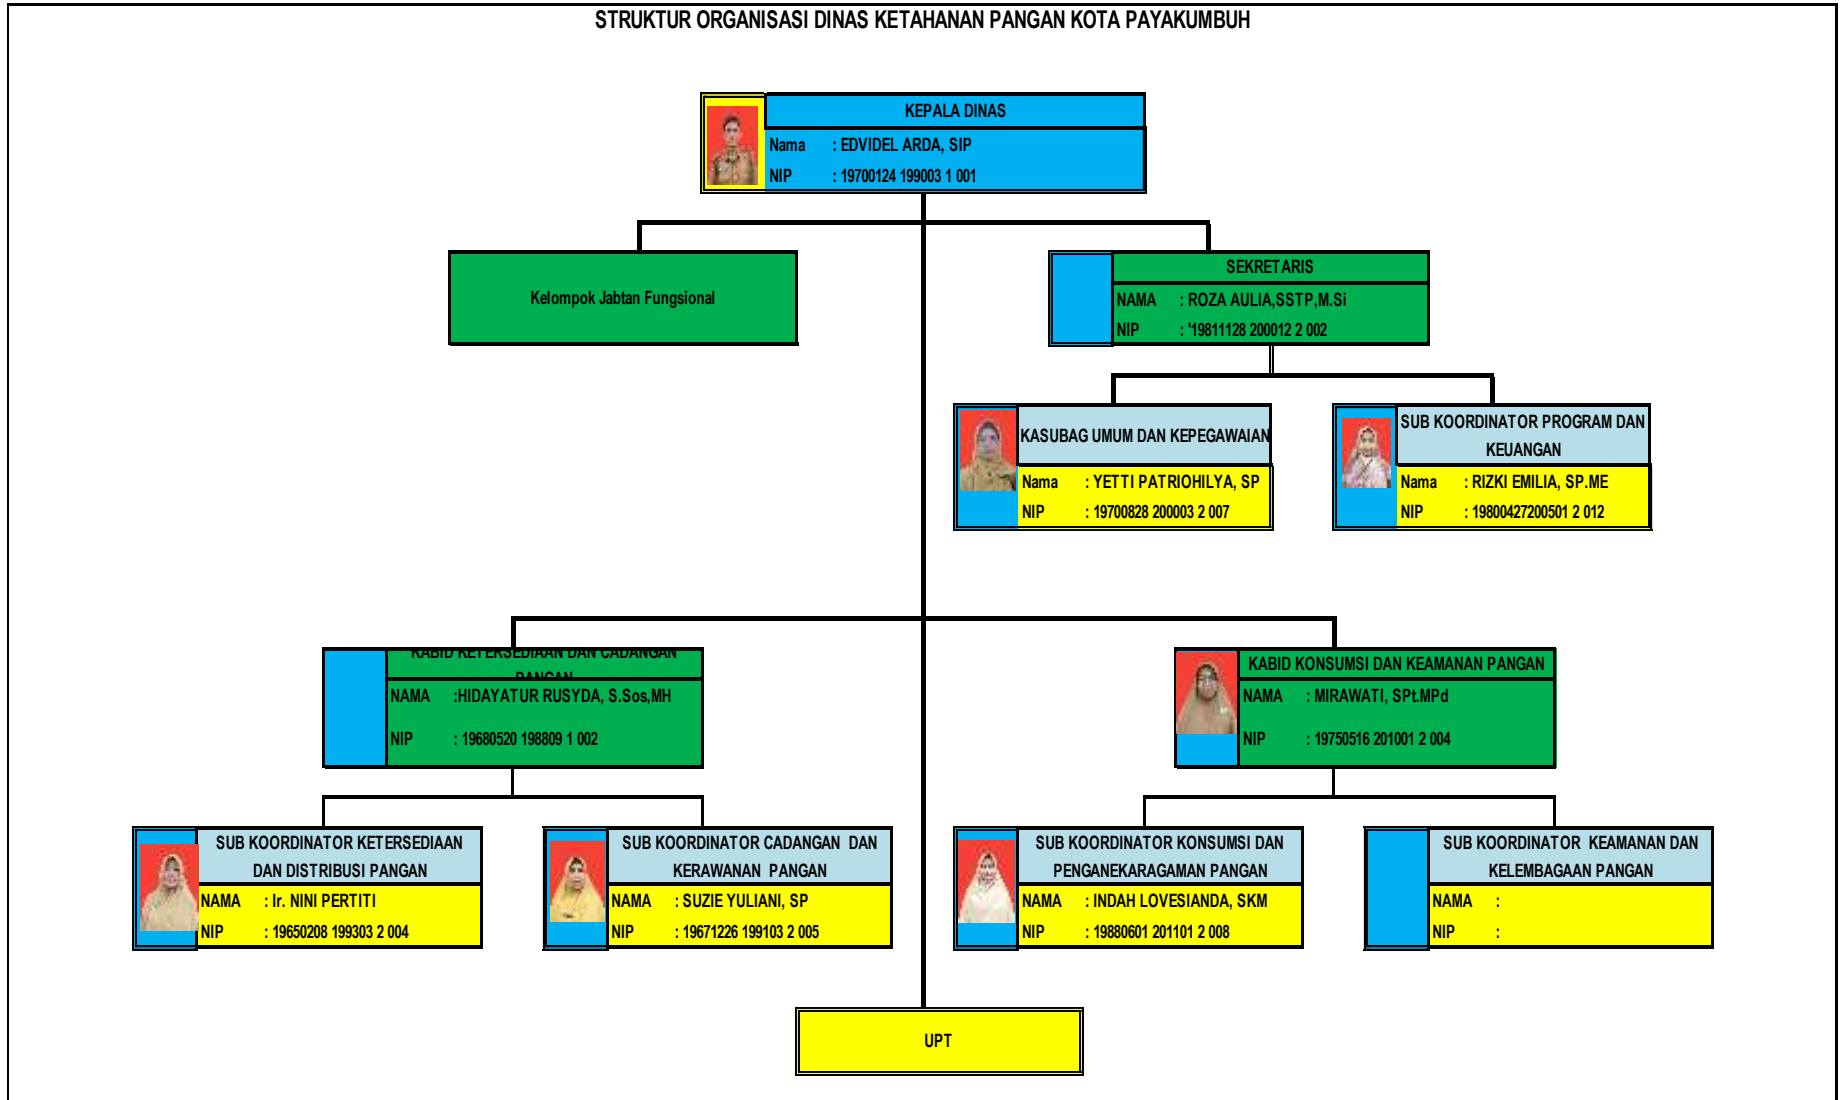 STRUKTUR ORGANISASI DINAS KETAHANAN PANGAN KOTA PAYAKUMBUH
KEPALA DINAS
Nama : EDVIDEL ARDA, SIP
NIP : 19700124 199003 1 001
Kelompok Jabtan Fungsional
SEKRETARIS
NAMA : ROZA AULIA,SSTP,M.Si
NIP : '19811128 200012 2 002
KASUBAG UMUM DAN KEPEGAWAIAN
Nama : YETTI PATRIOHILYA, SP
NIP : 19700828 200003 2 007
SUB KOORDINATOR PROGRAM DAN
KEUANGAN
Nama : RIZKI EMILIA, SP.ME
NIP : 19800427200501 2 012
KABID KETERSEDIAAN DAN CADANGAN
PANGAN
NAMA :HIDAYATUR RUSYDA, S.Sos,MH
NIP : 19680520 198809 1 002
KABID KONSUMSI DAN KEAMANAN PANGAN
NAMA : MIRAWATI, SPt.MPd
NIP : 19750516 201001 2 004
SUB KOORDINATOR KETERSEDIAAN
DAN DISTRIBUSI PANGAN
NAMA : Ir. NINI PERTITI
NIP : 19650208 199303 2 004
SUB KOORDINATOR CADANGAN DAN
KERAWANAN PANGAN
NAMA : SUZIE YULIANI, SP
NIP : 19671226 199103 2 005
SUB KOORDINATOR KONSUMSI DAN
PENGANEKARAGAMAN PANGAN
NAMA : INDAH LOVESIANDA, SKM
NIP : 19880601 201101 2 008
SUB KOORDINATOR KEAMANAN DAN
KELEMBAGAAN PANGAN
NAMA :
NIP :
UPT